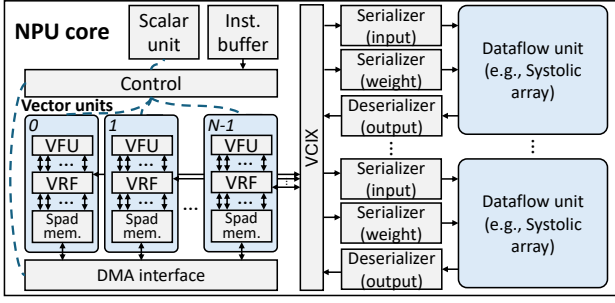 NPU core
Scalar
unit
Inst.
buffer
Control
Vector units
0
VFU
...
VRF
...
Spad
mem.
1
VFU
...
VRF
...
Spad
mem.
...
N-1
VFU
...
VRF
...
Spad
mem.
DMA interface
...
VCIX
Serializer
(input)
Serializer
(weight)
Deserializer
(output)
...
Serializer
(input)
Serializer
(weight)
Deserializer
(output)
Dataflow unit
(e.g., Systolic
array)
...
Dataflow unit
(e.g., Systolic
array)